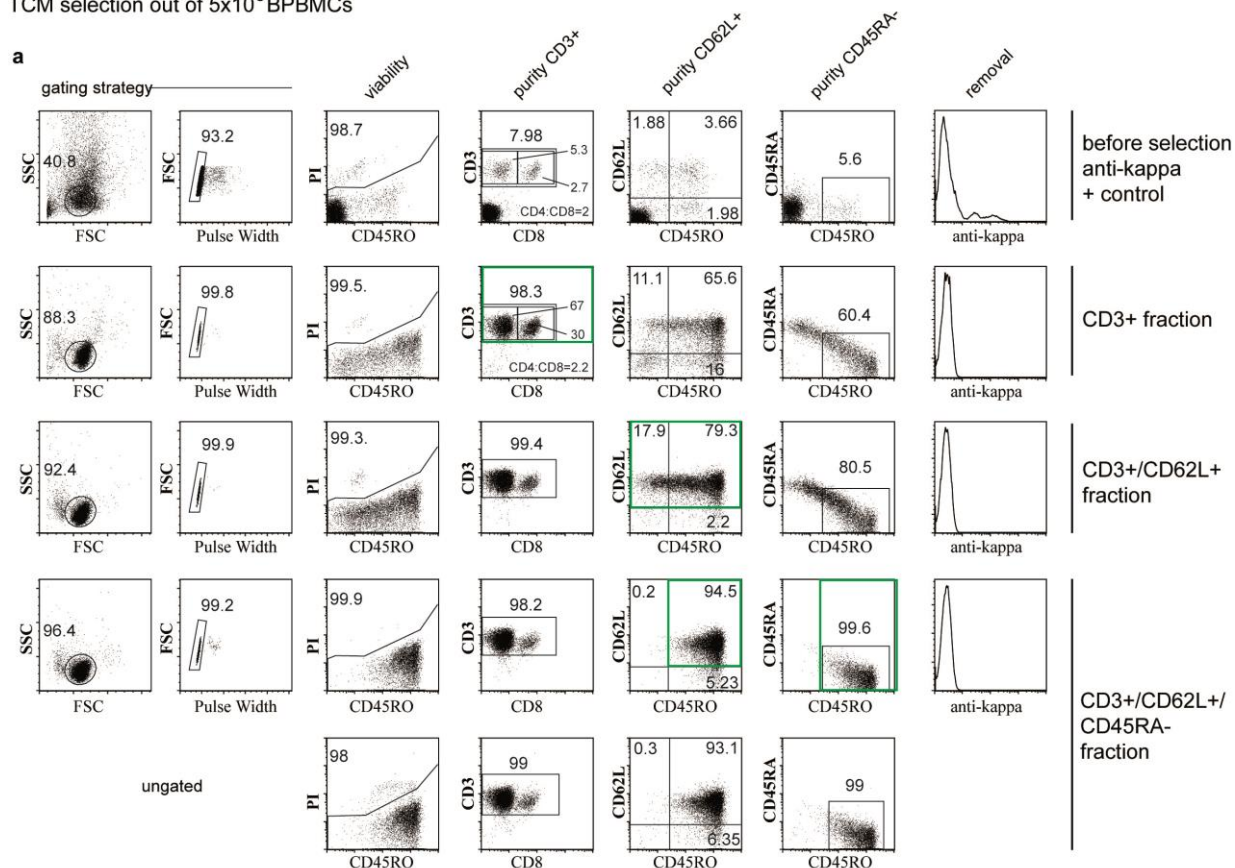 TCM selection out of 5x10⁸ BPBMCs
a
gating strategy
viability
purity CD3+
purity CD62L+
purity CD45RA-
removal
SSC
40.8
FSC
FSC
93.2
Pulse Width
PI
98.7
CD45RO
CD3
7.98
5.3
2.7
CD4:CD8=2
CD8
CD62L
1.88
3.66
1.98
CD45RO
CD45RA
5.6
CD45RO
anti-kappa
before selection
anti-kappa
+ control
SSC
88.3
FSC
FSC
99.8
Pulse Width
PI
99.5.
CD45RO
CD3
98.3
67
30
CD4:CD8=2.2
CD8
CD62L
11.1
65.6
16
CD45RO
CD45RA
60.4
CD45RO
anti-kappa
CD3+ fraction
SSC
92.4
FSC
FSC
99.9
Pulse Width
PI
99.3.
CD45RO
CD3
99.4
CD8
CD62L
17.9
79.3
2.2
CD45RO
CD45RA
80.5
CD45RO
anti-kappa
CD3+/CD62L+
fraction
SSC
96.4
FSC
FSC
99.2
Pulse Width
PI
99.9
CD45RO
CD3
98.2
CD8
CD62L
0.2
94.5
5.23
CD45RO
CD45RA
99.6
CD45RO
anti-kappa
CD3+/CD62L+/
CD45RA-
fraction
ungated
PI
98
CD45RO
CD3
99
CD8
CD62L
0.3
93.1
6.35
CD45RO
CD45RA
99
CD45RO